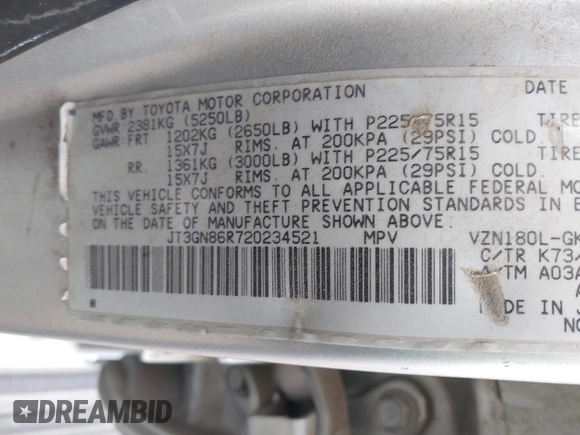 MFD. BY TOYOTA MOTOR CORPORATION DATE
GVWR 2381KG (5250LB)
GAWR FRT 1202KG (2650LB) WITH P225/75R15 TIRE
15X7J RIMS. AT 200KPA (29PSI) COLD.
RR. 1361KG (3000LB) WITH P225/75R15 TIRE
15X7J RIMS. AT 200KPA (29PSI) COLD.
THIS VEHICLE CONFORMS TO ALL APPLICABLE FEDERAL MO
VEHICLE SAFETY AND THEFT PREVENTION STANDARDS IN E
ON THE DATE OF MANUFACTURE SHOWN ABOVE.
JT3GN86R720234521 MPV VZN180L-GK
C/TR K73/
A/TM A03A
MADE IN J
NO
DREAMBID